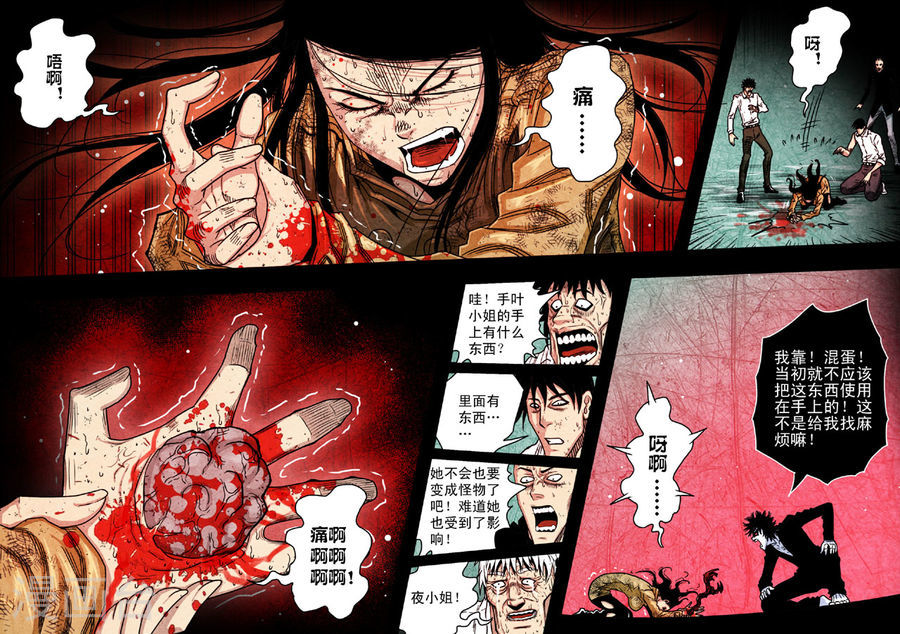 唔啊！
痛……
呀！
痛啊
啊啊
啊啊！
哇！手叶
小姐的手
上有什么
东西？
里面有
东西…
…
她不会也要
变成怪物了
吧！难道她
也受到了影
响！
夜小姐！
呀啊……
我靠！混蛋！
当初就不应该
把这东西使用
在手上的！这
不是给我找麻
烦嘛！